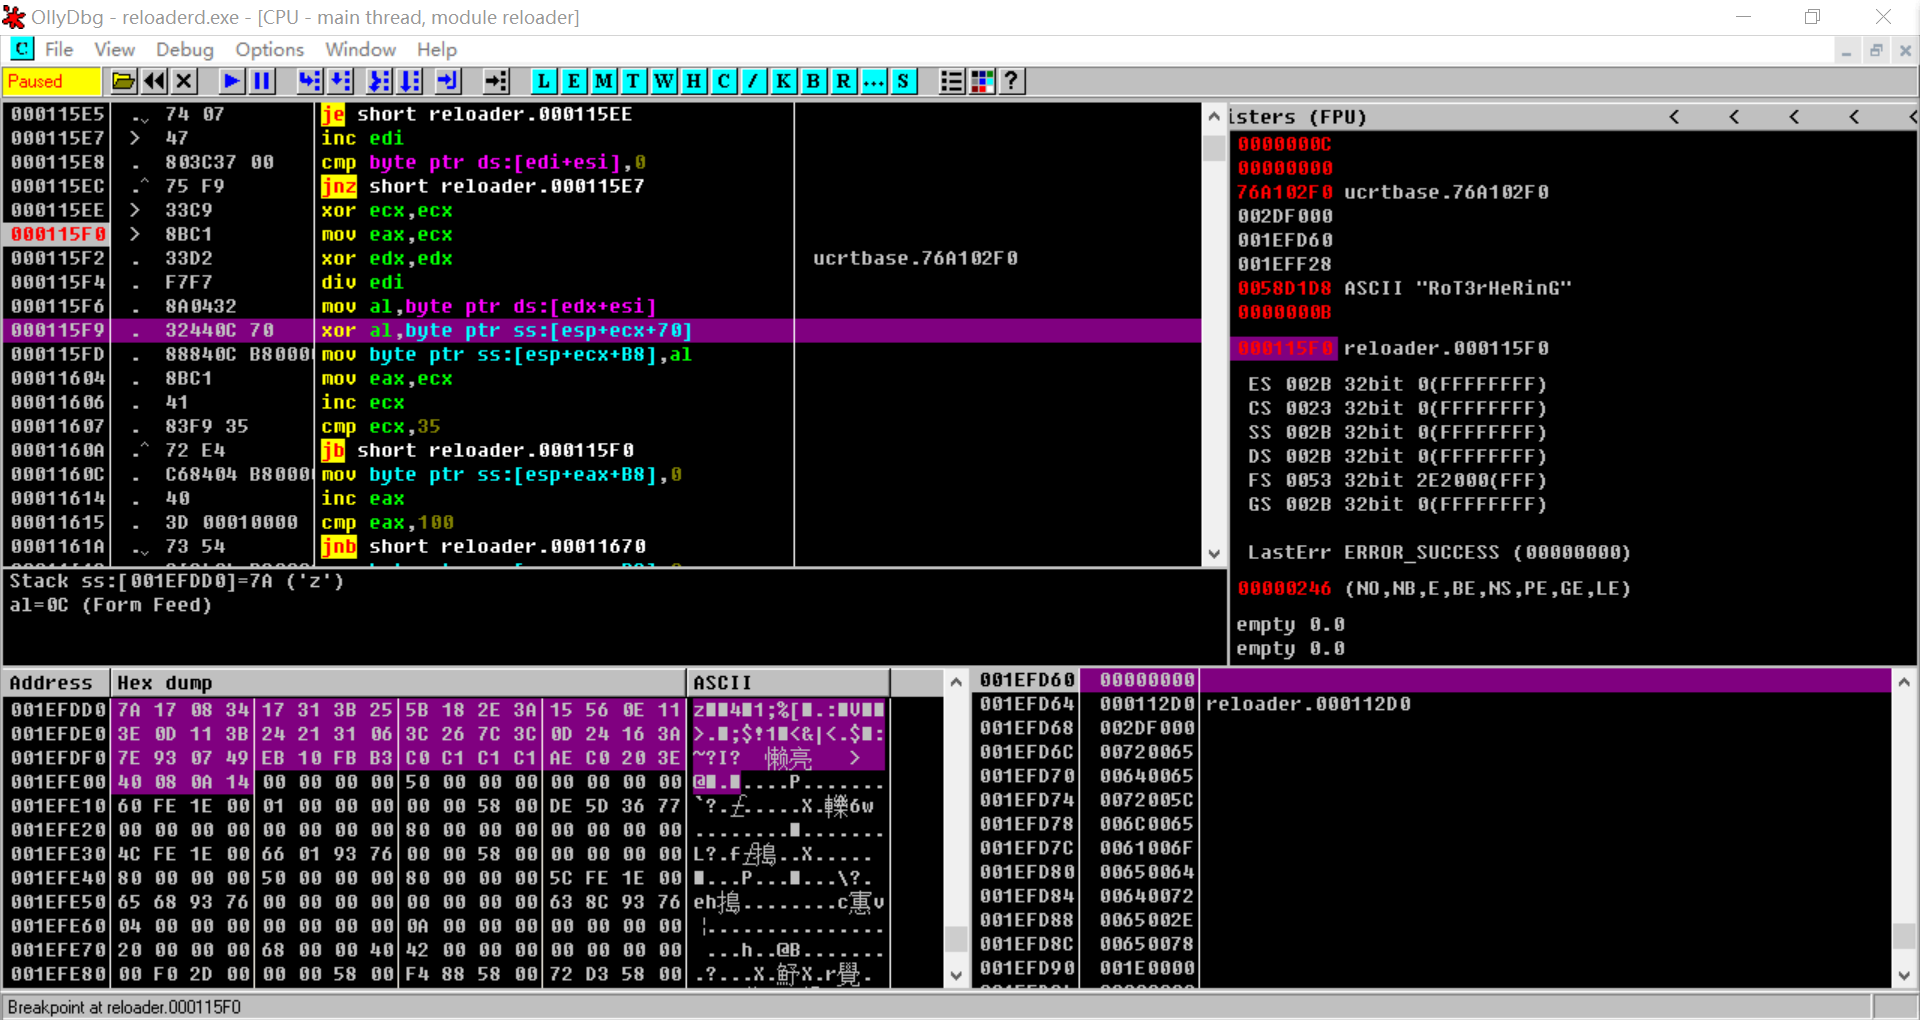 OllyDbg - reloaderd.exe - [CPU - main thread, module reloader]
C File View Debug Options Window Help
Paused L E M T W H C / K B R ... S ?
000115E5 . 74 07 je short reloader.000115EE
000115E7 > 47 inc edi
000115E8 . 803C37 00 cmp byte ptr ds:[edi+esi],0
000115EC .^ 75 F9 jnz short reloader.000115E7
000115EE > 33C9 xor ecx,ecx
000115F0 > 8BC1 mov eax,ecx
000115F2 . 33D2 xor edx,edx ucrtbase.76A102F0
000115F4 . F7F7 div edi
000115F6 . 8A0432 mov al,byte ptr ds:[edx+esi]
000115F9 . 32440C 70 xor al,byte ptr ss:[esp+ecx+70]
000115FD . 88840C B80000 mov byte ptr ss:[esp+ecx+B8],al
00011604 . 8BC1 mov eax,ecx
00011606 . 41 inc ecx
00011607 . 83F9 35 cmp ecx,35
0001160A .^ 72 E4 jb short reloader.000115F0
0001160C . C68404 B80000 mov byte ptr ss:[esp+eax+B8],0
00011614 . 40 inc eax
00011615 . 3D 00010000 cmp eax,100
0001161A . 73 54 jnb short reloader.00011670
Stack ss:[001EFDD0]=7A ('z')
al=0C (Form Feed)
isters (FPU) < < < < <
0000000C
00000000
76A102F0 ucrtbase.76A102F0
002DF000
001EFD60
001EFF28
0058D1D8 ASCII "RoT3rHeRinG"
0000000B
000115F0 reloader.000115F0
ES 002B 32bit 0(FFFFFFFF)
CS 0023 32bit 0(FFFFFFFF)
SS 002B 32bit 0(FFFFFFFF)
DS 002B 32bit 0(FFFFFFFF)
FS 0053 32bit 2E2000(FFF)
GS 002B 32bit 0(FFFFFFFF)
LastErr ERROR_SUCCESS (00000000)
00000246 (NO,NB,E,BE,NS,PE,GE,LE)
empty 0.0
empty 0.0
Address Hex dump ASCII
001EFDD0 7A 17 08 34 17 31 3B 25 5B 18 2E 3A 15 56 0E 11
001EFDE0 3E 0D 11 3B 24 21 31 06 3C 26 7C 3C 0D 24 16 3A
001EFDF0 7E 93 07 49 EB 10 FB B3 C0 C1 C1 C1 AE C0 20 3E
001EFE00 40 08 0A 14 00 00 00 00 50 00 00 00 00 00 00 00
001EFE10 60 FE 1E 00 01 00 00 00 00 00 58 00 DE 5D 36 77
001EFE20 00 00 00 00 00 00 00 00 80 00 00 00 00 00 00 00
001EFE30 4C FE 1E 00 66 01 93 76 00 00 58 00 00 00 00 00
001EFE40 80 00 00 00 50 00 00 00 80 00 00 00 5C FE 1E 00
001EFE50 65 68 93 76 00 00 00 00 00 00 00 00 63 8C 93 76
001EFE60 04 00 00 00 00 00 00 00 0A 00 00 00 00 00 00 00
001EFE70 20 00 00 00 68 00 00 40 42 00 00 00 00 00 00 00
001EFE80 00 F0 2D 00 00 00 58 00 F4 88 58 00 72 D3 58 00
001EFD60 00000000
001EFD64 000112D0 reloader.000112D0
001EFD68 002DF000
001EFD6C 00720065
001EFD70 00640065
001EFD74 0072005C
001EFD78 006C0065
001EFD7C 0061006F
001EFD80 00650064
001EFD84 00640072
001EFD88 0065002E
001EFD8C 00650078
001EFD90 001E0000
Breakpoint at reloader.000115F0